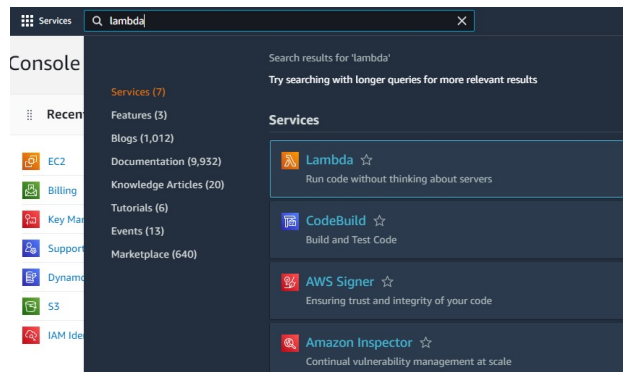 Services
lambda
Console
Recen
EC2
Billing
Key Mar
Support
Dynamo
S3
IAM Ide
Services (7)
Features (3)
Blogs (1,012)
Documentation (9,932)
Knowledge Articles (20)
Tutorials (6)
Events (13)
Marketplace (640)
Search results for 'lambda'
Try searching with longer queries for more relevant results
Services
Lambda
Run code without thinking about servers
CodeBuild
Build and Test Code
AWS Signer
Ensuring trust and integrity of your code
Amazon Inspector
Continual vulnerability management at scale